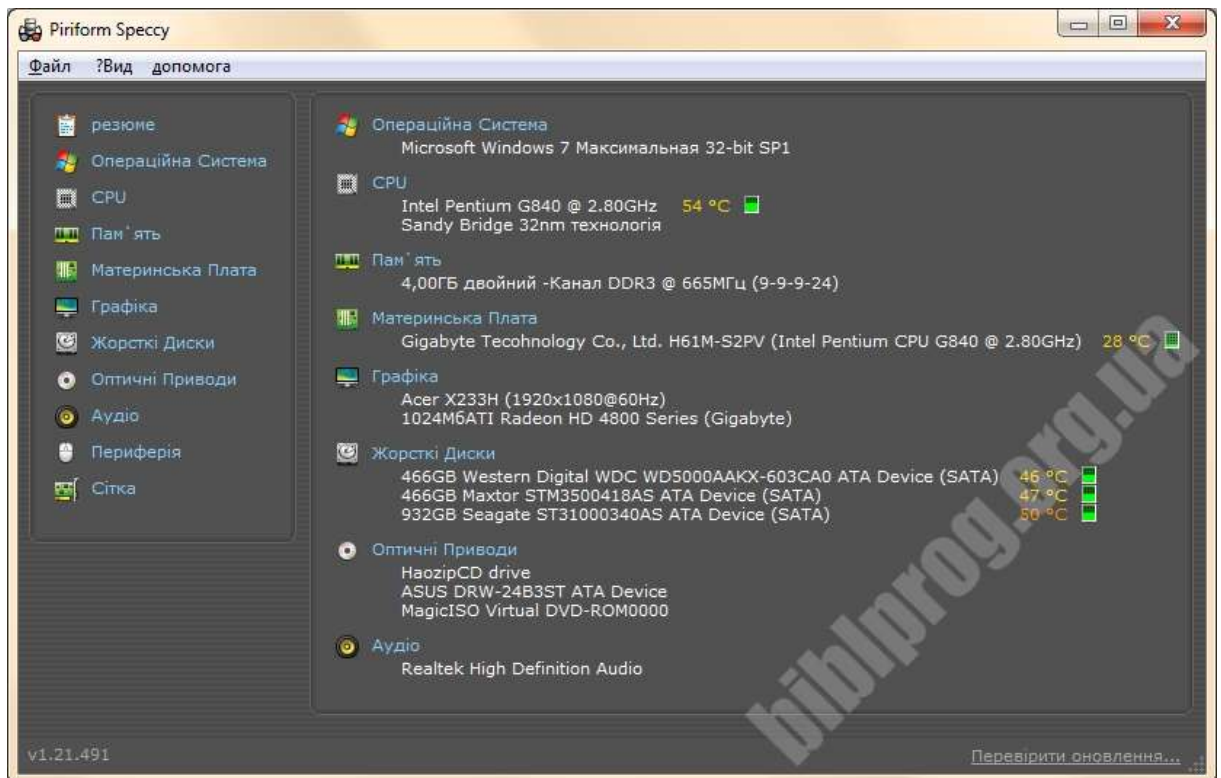 Piriform Speccy
Файл ?Вид допомога
резюме
Операційна Система
CPU
Пам`ять
Материнська Плата
Графіка
Жорсткі Диски
Оптичні Приводи
Аудіо
Периферія
Сітка
Операційна Система
Microsoft Windows 7 Максимальная 32-bit SP1
CPU
Intel Pentium G840 @ 2.80GHz 54 °C
Sandy Bridge 32nm технологія
Пам`ять
4,00ГБ двойний -Канал DDR3 @ 665МГц (9-9-9-24)
Материнська Плата
Gigabyte Tecohnology Co., Ltd. H61M-S2PV (Intel Pentium CPU G840 @ 2.80GHz) 28 °C
Графіка
Acer X233H (1920x1080@60Hz)
1024МбATI Radeon HD 4800 Series (Gigabyte)
Жорсткі Диски
466GB Western Digital WDC WD5000AAKX-603CA0 ATA Device (SATA) 46 °C
466GB Maxtor STM3500418AS ATA Device (SATA) 47 °C
932GB Seagate ST31000340AS ATA Device (SATA) 50 °C
Оптичні Приводи
HaozipCD drive
ASUS DRW-24B3ST ATA Device
MagicISO Virtual DVD-ROM0000
Аудіо
Realtek High Definition Audio
biblprog.org.ua
v1.21.491
Перевірити оновлення...